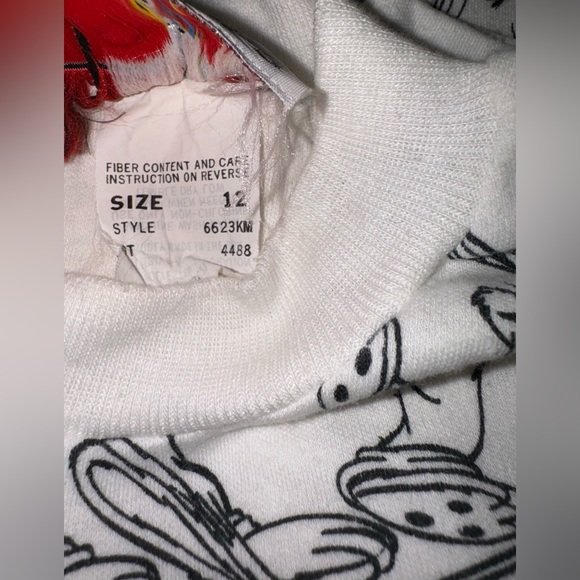 FIBER CONTENT AND CARE
INSTRUCTION ON REVERSE
SIZE 12
STYLE 6623KM
4488